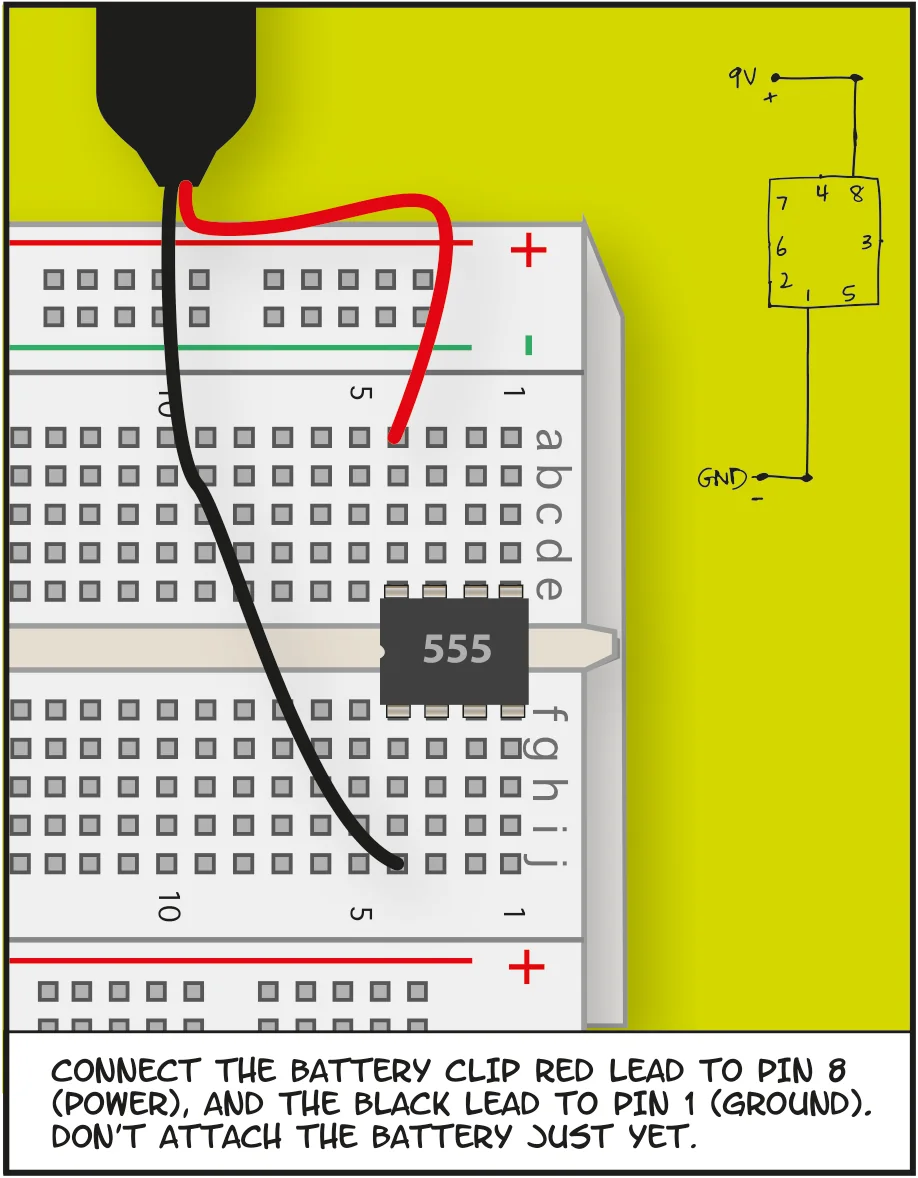 9V
+
7 4 8
6 3
2
1 5
GND
-
+
-
10 5 1
a
b
c
d
e
555
f
g
h
i
j
10 5 1
+
CONNECT THE BATTERY CLIP RED LEAD TO PIN 8
(POWER), AND THE BLACK LEAD TO PIN 1 (GROUND).
DON'T ATTACH THE BATTERY JUST YET.